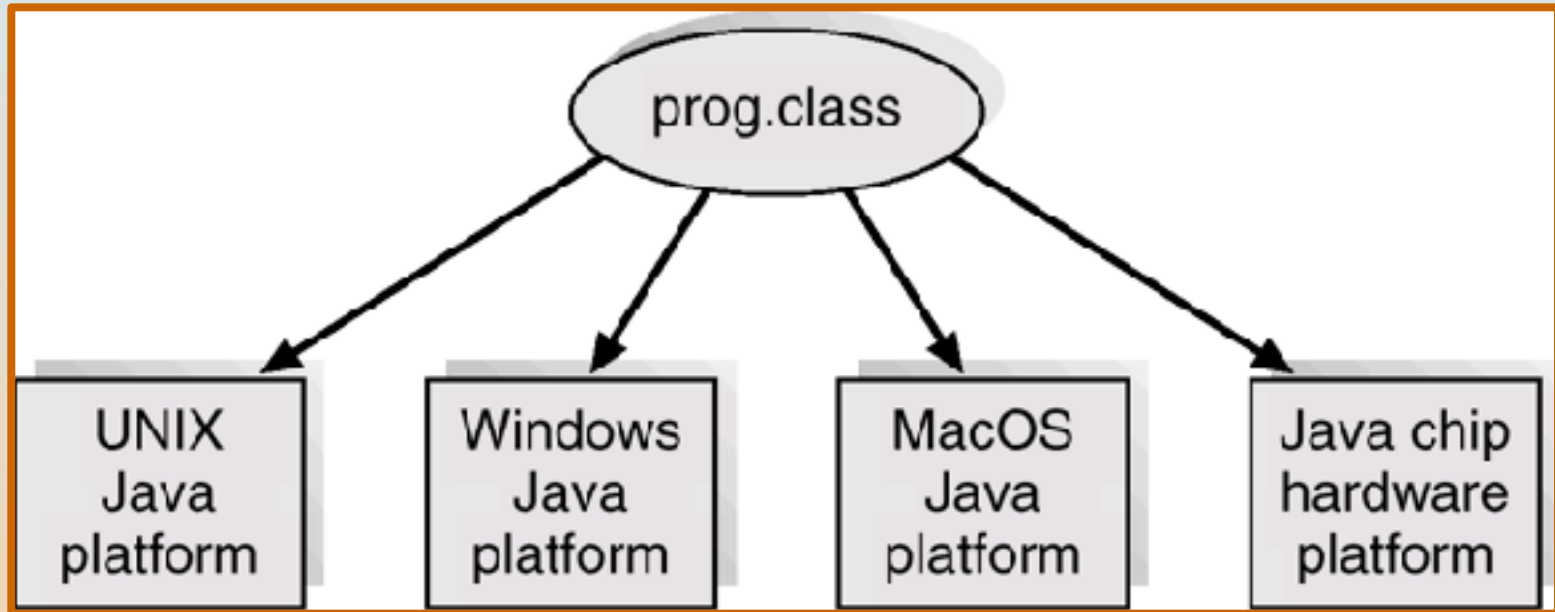 prog.class
UNIX
Java
platform
Windows
Java
platform
MacOS
Java
platform
Java chip
hardware
platform